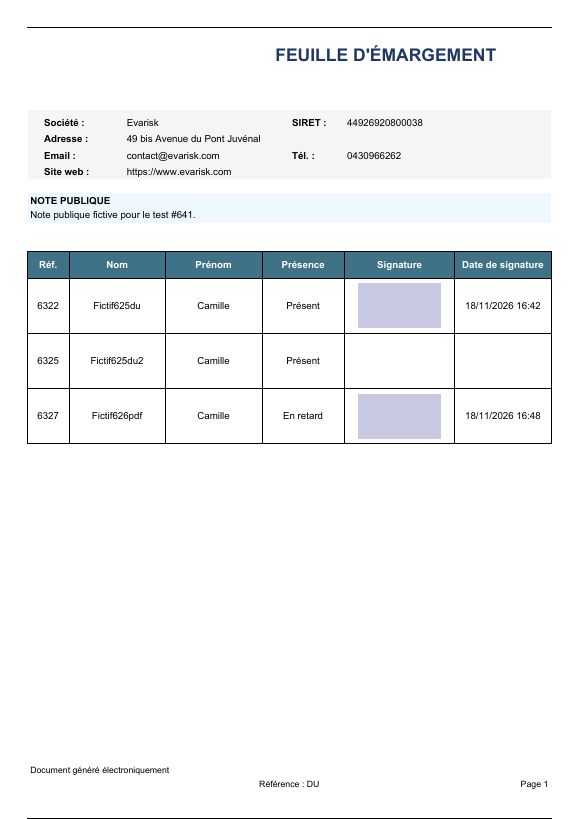 FEUILLE D'ÉMARGEMENT
Société : Evarisk SIRET : 44926920800038
Adresse : 49 bis Avenue du Pont Juvénal
Email : contact@evarisk.com Tél. : 0430966262
Site web : https://www.evarisk.com
NOTE PUBLIQUE
Note publique fictive pour le test #641.
Réf. Nom Prénom Présence Signature Date de signature
6322 Fictif625du Camille Présent 18/11/2026 16:42
6325 Fictif625du2 Camille Présent
6327 Fictif626pdf Camille En retard 18/11/2026 16:48
Document généré électroniquement
Référence : DU Page 1